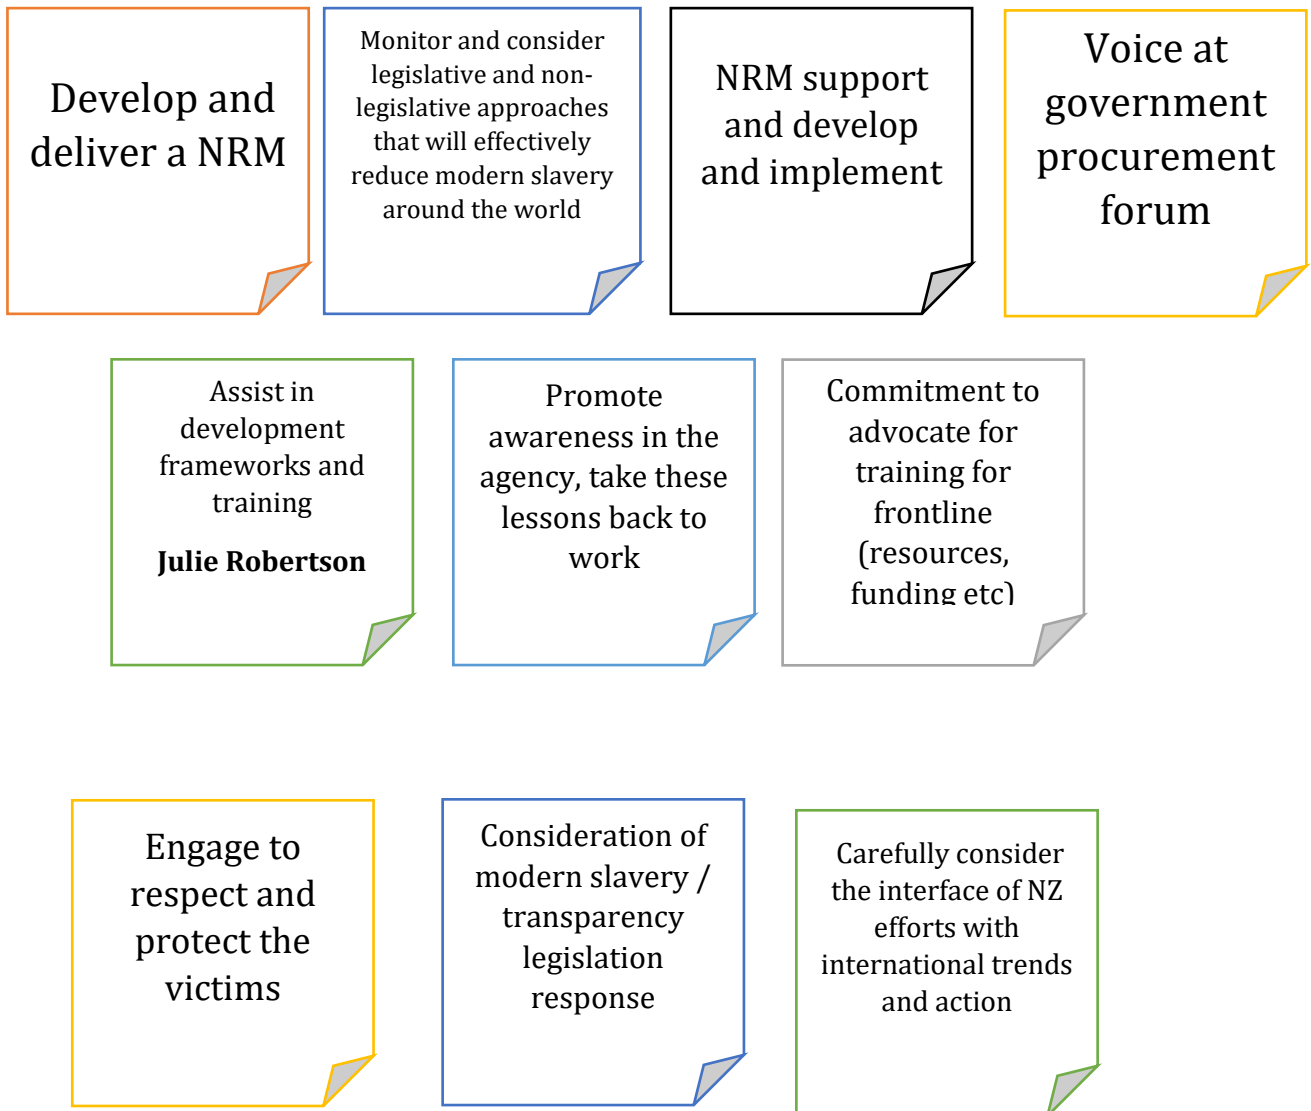 Develop and
deliver a NRM
Monitor and consider
legislative and non-
legislative approaches
that will effectively
reduce modern slavery
around the world
NRM support
and develop
and implement
Voice at
government
procurement
forum
Assist in
development
frameworks and
training
Julie Robertson
Promote
awareness in the
agency, take these
lessons back to
work
Commitment to
advocate for
training for
frontline
(resources,
funding etc)
Engage to
respect and
protect the
victims
Consideration of
modern slavery /
transparency
legislation
response
Carefully consider
the interface of NZ
efforts with
international trends
and action